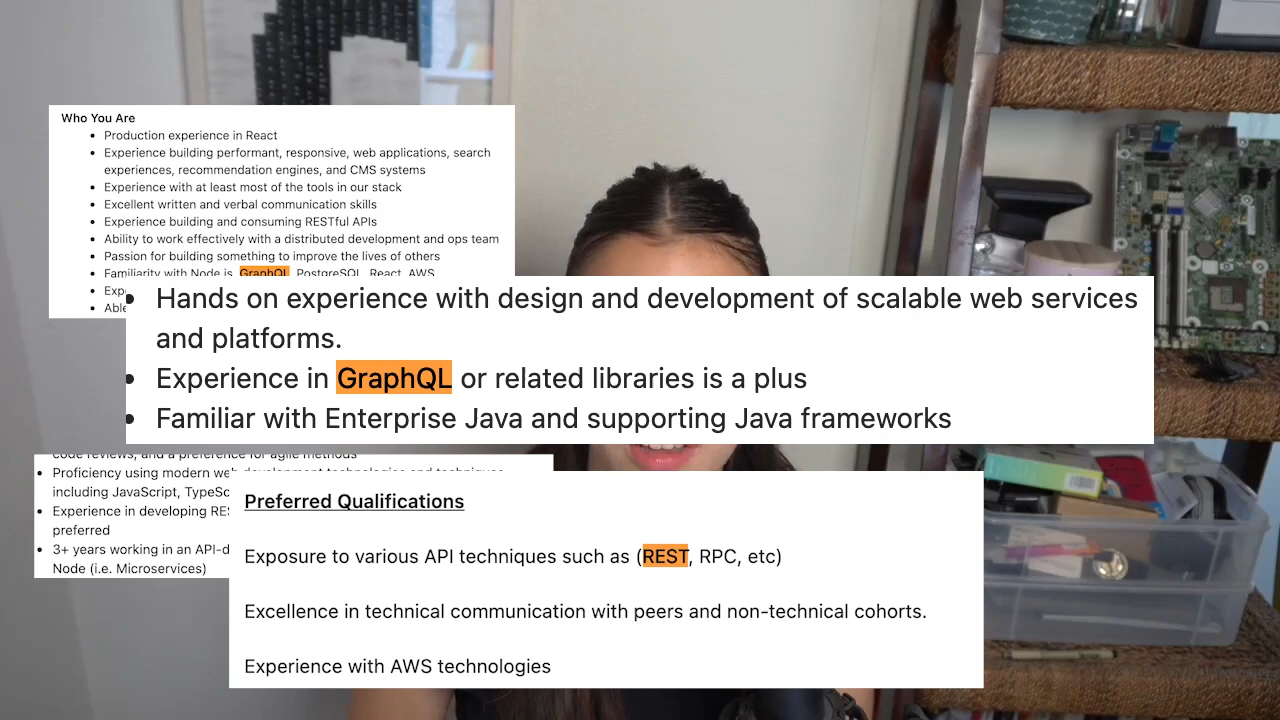 Who You Are
• Production experience in React
• Experience building performant, responsive, web applications, search
experiences, recommendation engines, and CMS systems
• Experience with at least most of the tools in our stack
• Excellent written and verbal communication skills
• Experience building and consuming RESTful APIs
• Ability to work effectively with a distributed development and ops team
• Passion for building something to improve the lives of others
• Familiarity with Node.js, GraphQL, PostgreSQL, React, AWS
• Exp
• Able
• Hands on experience with design and development of scalable web services
and platforms.
• Experience in GraphQL or related libraries is a plus
• Familiar with Enterprise Java and supporting Java frameworks
code reviews, and a preference for agile methods
• Proficiency using modern web development technologies and techniques
including JavaScript, TypeSc
• Experience in developing RES
preferred
• 3+ years working in an API-d
Node (i.e. Microservices)
Preferred Qualifications
Exposure to various API techniques such as (REST, RPC, etc)
Excellence in technical communication with peers and non-technical cohorts.
Experience with AWS technologies